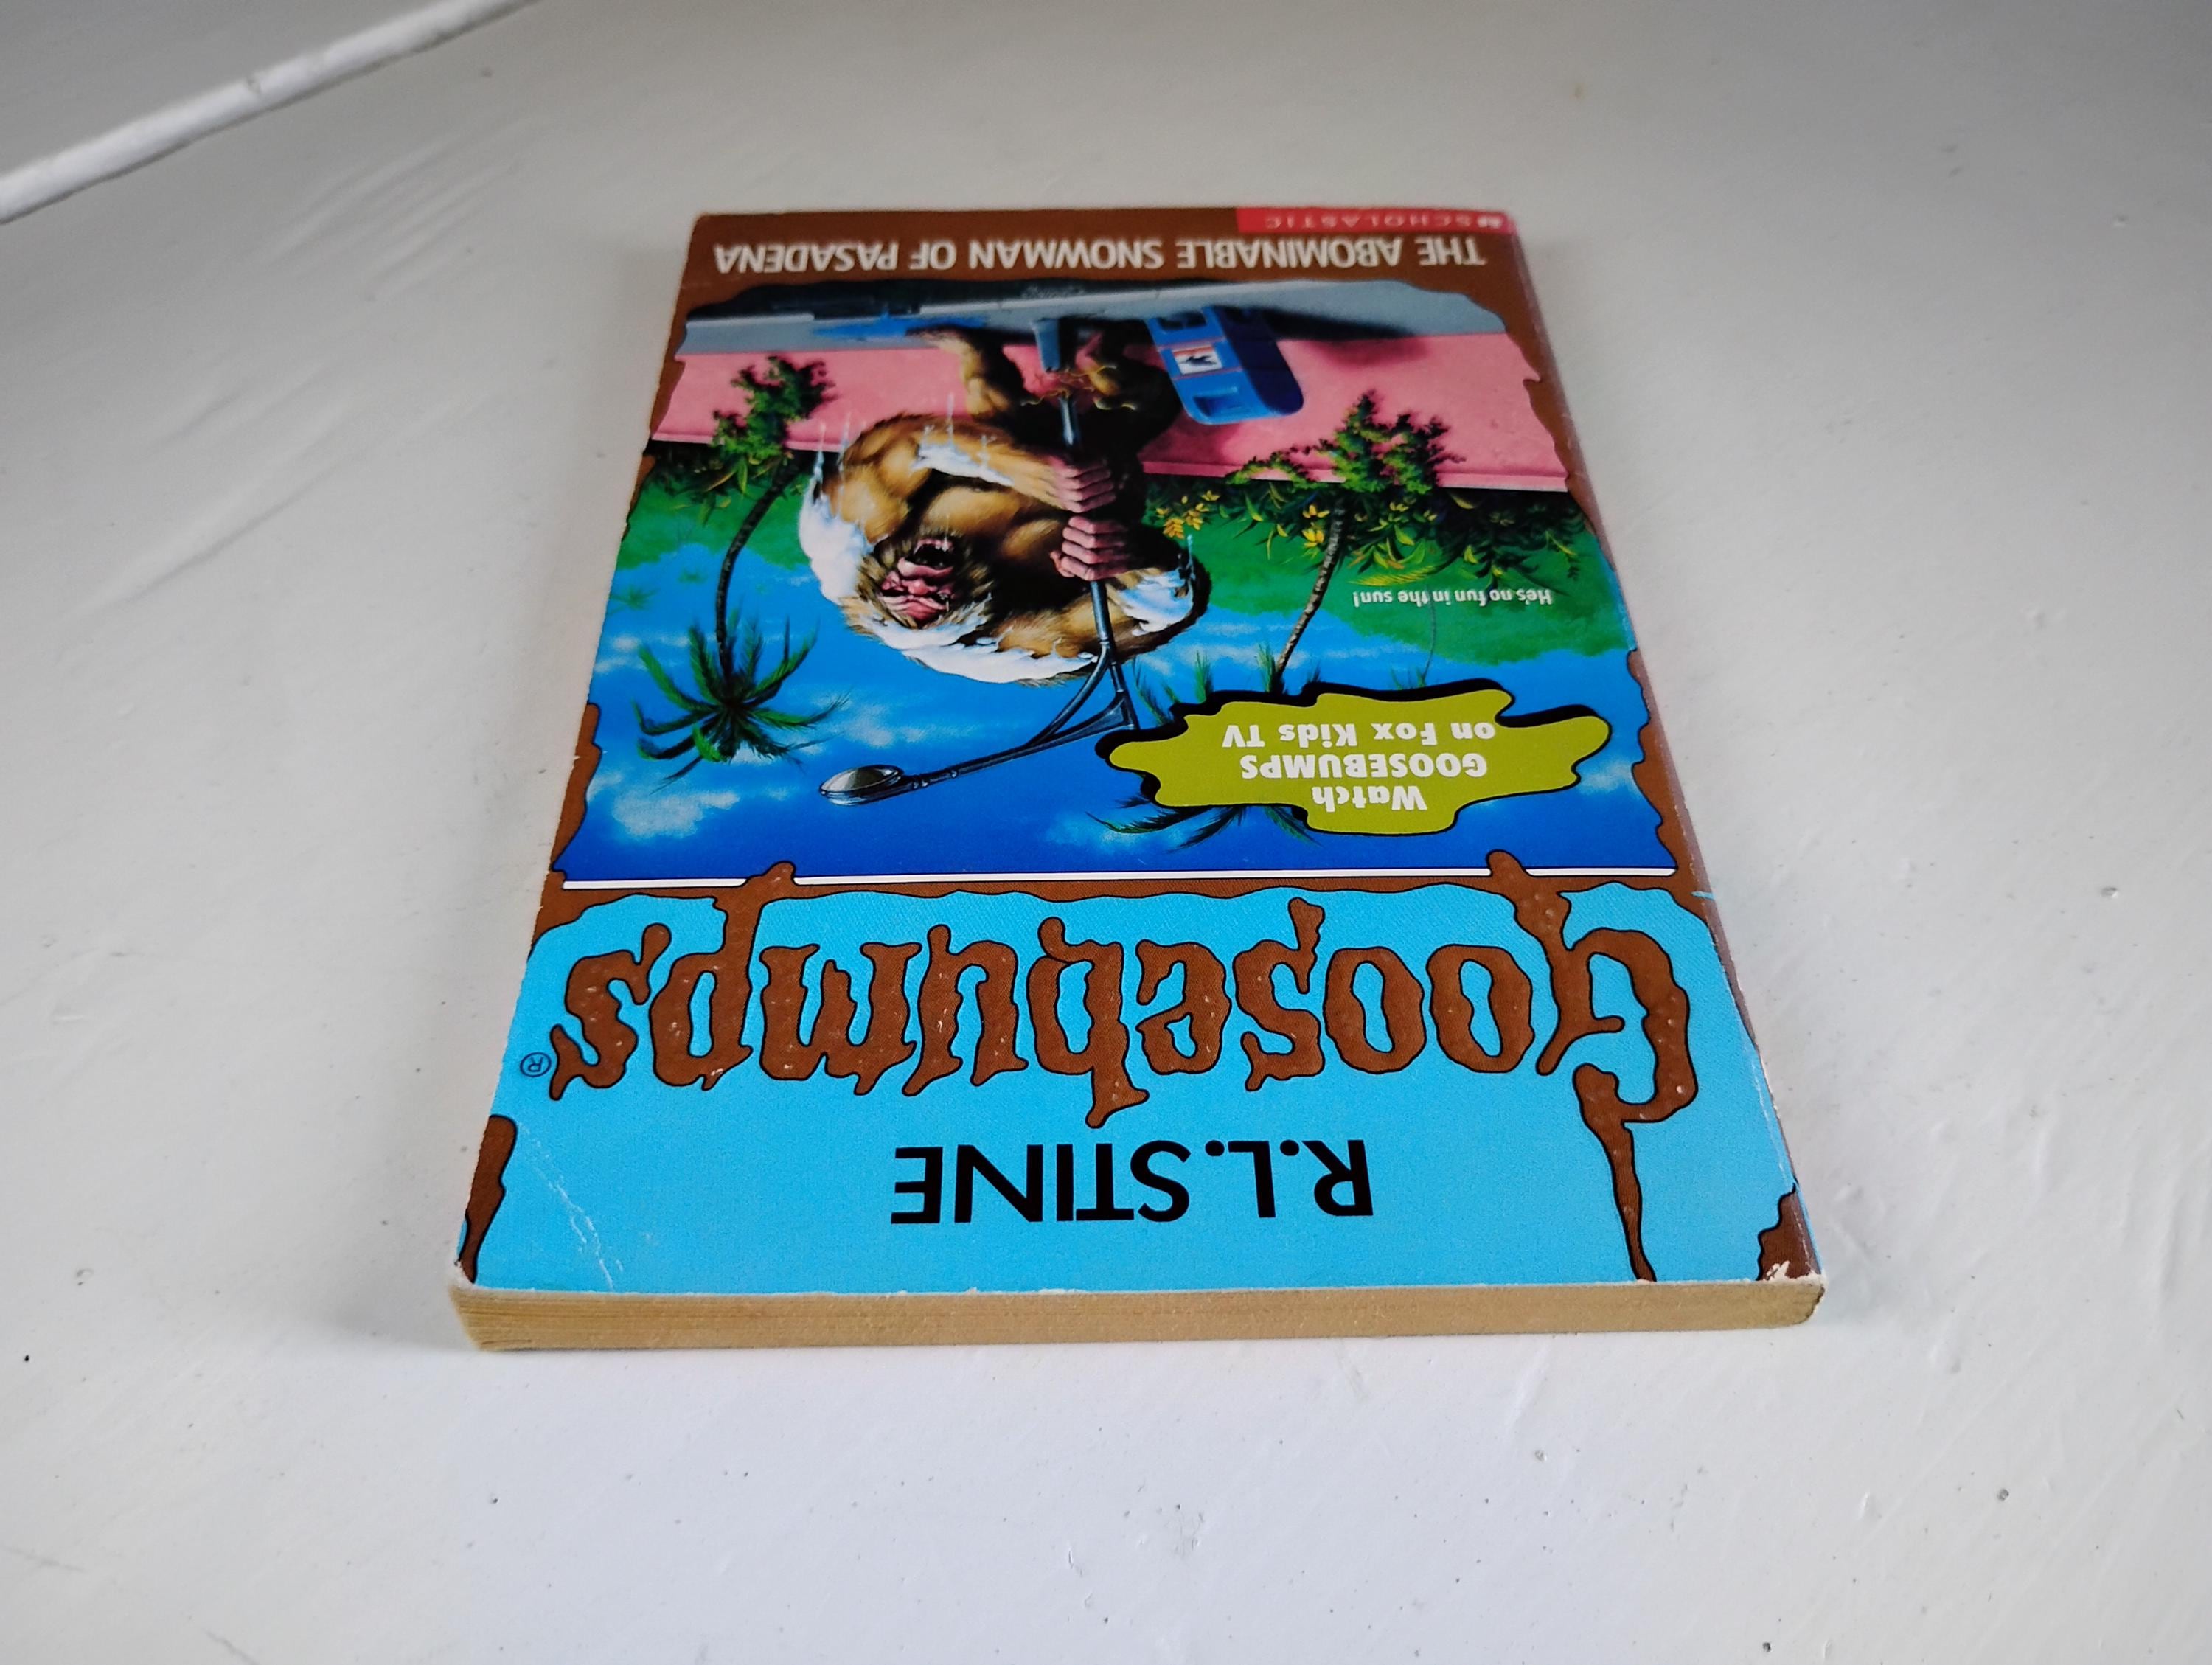 R.L. STINE
Goosebumps®
Watch
GOOSEBUMPS
on Fox Kids TV
He's no fun in the sun!
THE ABOMINABLE SNOWMAN OF PASADENA
SCHOLASTIC